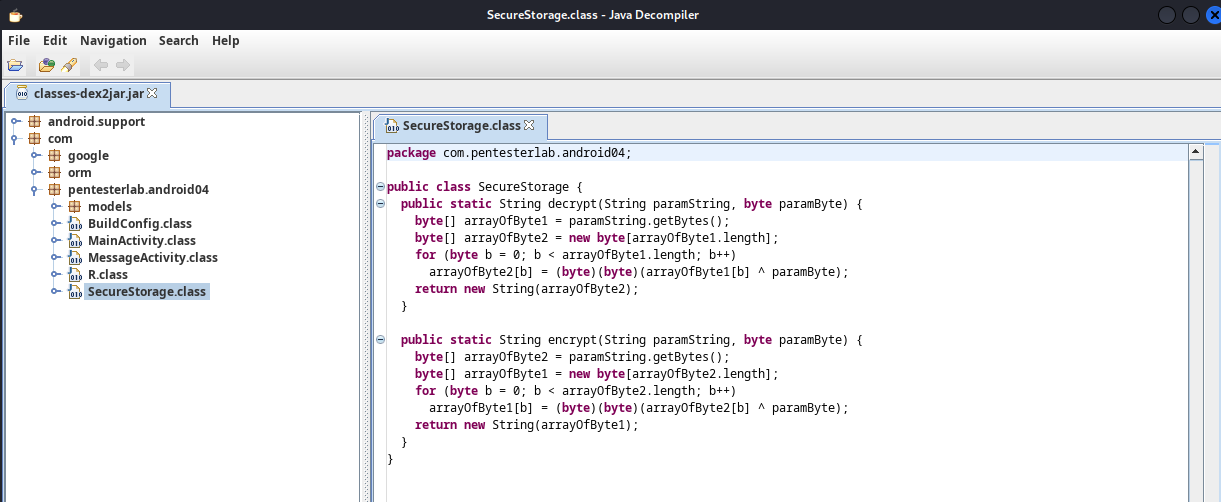 SecureStorage.class - Java Decompiler
File Edit Navigation Search Help
classes-dex2jar.jar
android.support
com
google
orm
pentesterlab.android04
models
BuildConfig.class
MainActivity.class
MessageActivity.class
R.class
SecureStorage.class
SecureStorage.class
package com.pentesterlab.android04;
public class SecureStorage {
  public static String decrypt(String paramString, byte paramByte) {
    byte[] arrayOfByte1 = paramString.getBytes();
    byte[] arrayOfByte2 = new byte[arrayOfByte1.length];
    for (byte b = 0; b < arrayOfByte1.length; b++)
      arrayOfByte2[b] = (byte)(byte)(arrayOfByte1[b] ^ paramByte);
    return new String(arrayOfByte2);
  }
  public static String encrypt(String paramString, byte paramByte) {
    byte[] arrayOfByte2 = paramString.getBytes();
    byte[] arrayOfByte1 = new byte[arrayOfByte2.length];
    for (byte b = 0; b < arrayOfByte2.length; b++)
      arrayOfByte1[b] = (byte)(byte)(arrayOfByte2[b] ^ paramByte);
    return new String(arrayOfByte1);
  }
}